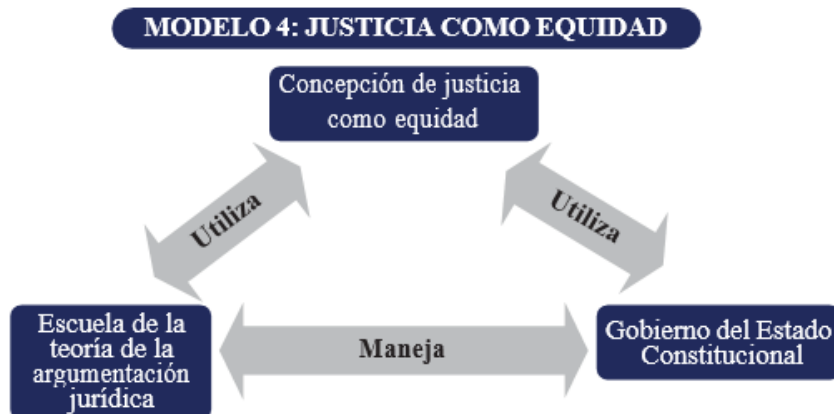 MODELO 4: JUSTICIA COMO EQUIDAD
Concepción de justicia
como equidad
Utiliza
Utiliza
Escuela de la
teoría de la
argumentación
jurídica
Maneja
Gobierno del Estado
Constitucional